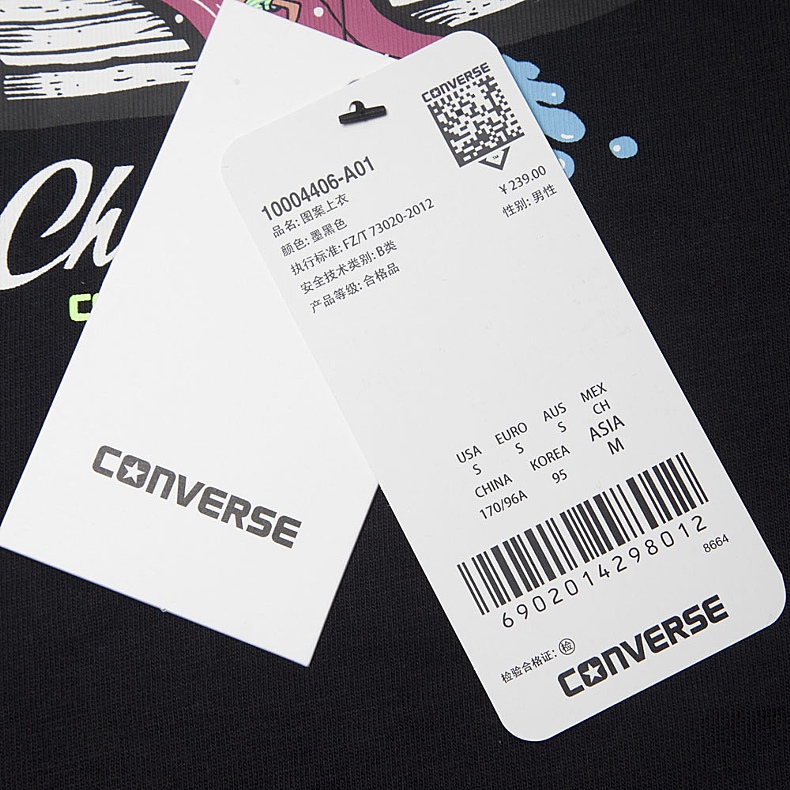 Ch
CO
CONVERSE
CONVERSE
™
10004406-A01
¥ 239.00
品名: 图案上衣
性别: 男性
颜色: 墨黑色
执行标准: FZ/T 73020-2012
安全技术类别: B类
产品等级: 合格品
USA EURO AUS MEX
S S S CH
CHINA KOREA ASIA
170/96A 95 M
6902014298012
8664
检验合格证: 检
CONVERSE